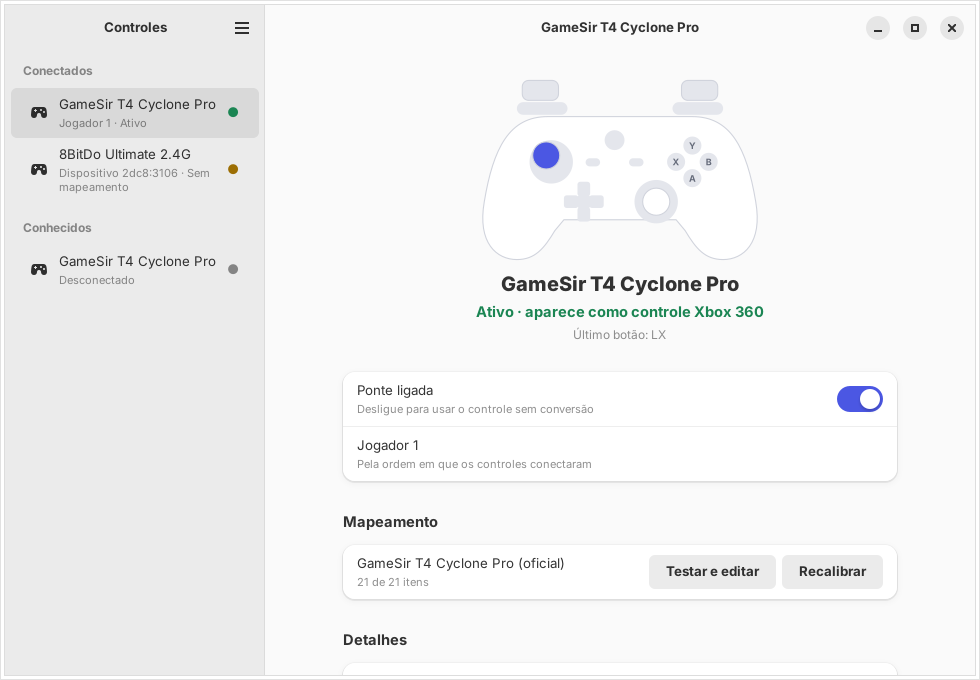 Controles
Conectados
GameSir T4 Cyclone Pro
Jogador 1 · Ativo
8BitDo Ultimate 2.4G
Dispositivo 2dc8:3106 · Sem
mapeamento
Conhecidos
GameSir T4 Cyclone Pro
Desconectado
GameSir T4 Cyclone Pro
Y
X
B
A
GameSir T4 Cyclone Pro
Ativo · aparece como controle Xbox 360
Último botão: LX
Ponte ligada
Desligue para usar o controle sem conversão
Jogador 1
Pela ordem em que os controles conectaram
Mapeamento
GameSir T4 Cyclone Pro (oficial)
21 de 21 itens
Testar e editar
Recalibrar
Detalhes